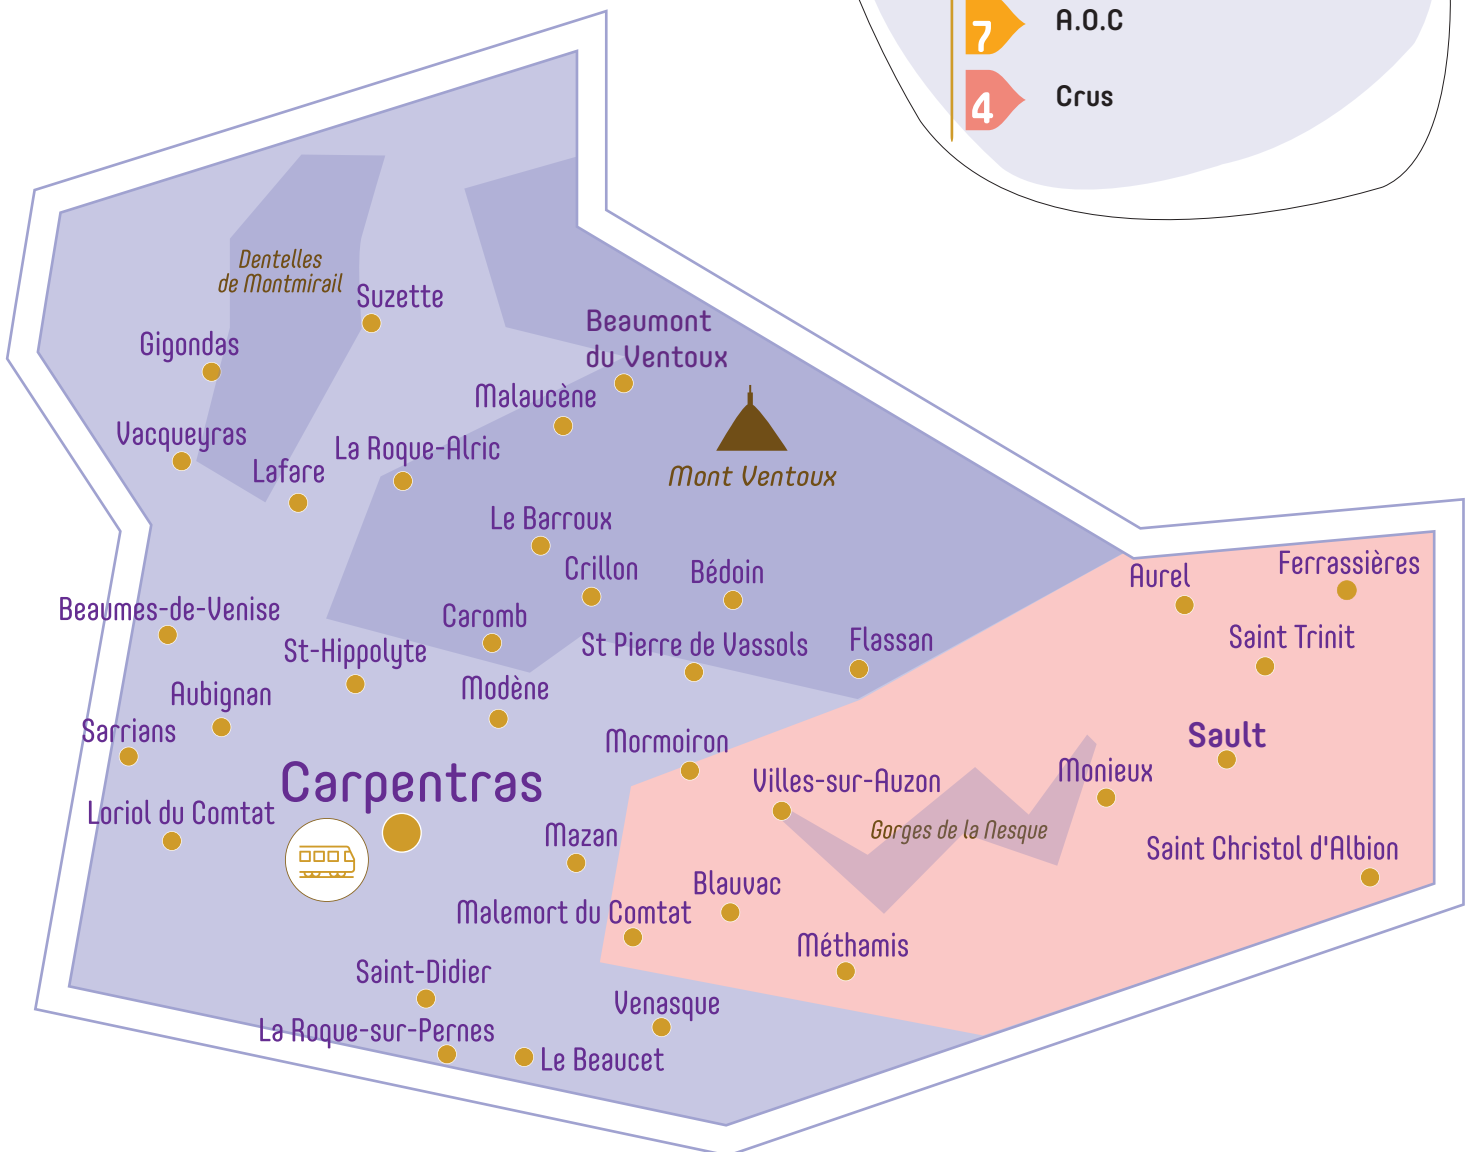 7
A.O.C
4
Crus
Dentelles
de Montmirail
Suzette
Beaumont
du Ventoux
Gigondas
Malaucène
Vacqueyras
La Roque-Alric
Lafare
Mont Ventoux
Le Barroux
Crillon
Bédoin
Aurel
Ferrassières
Beaumes-de-Venise
Caromb
St-Hippolyte
St Pierre de Vassols
Flassan
Saint Trinit
Aubignan
Modène
Sarrians
Mormoiron
Sault
Carpentras
Villes-sur-Auzon
Monieux
Loriol du Comtat
Mazan
Gorges de la Nesque
Saint Christol d'Albion
Blauvac
Malemort du Comtat
Méthamis
Saint-Didier
Venasque
La Roque-sur-Pernes
Le Beaucet